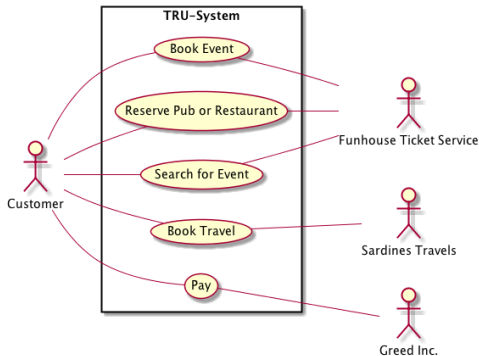 TRU-System
Book Event
Reserve Pub or Restaurant
Funhouse Ticket Service
Search for Event
Customer
Book Travel
Sardines Travels
Pay
Greed Inc.